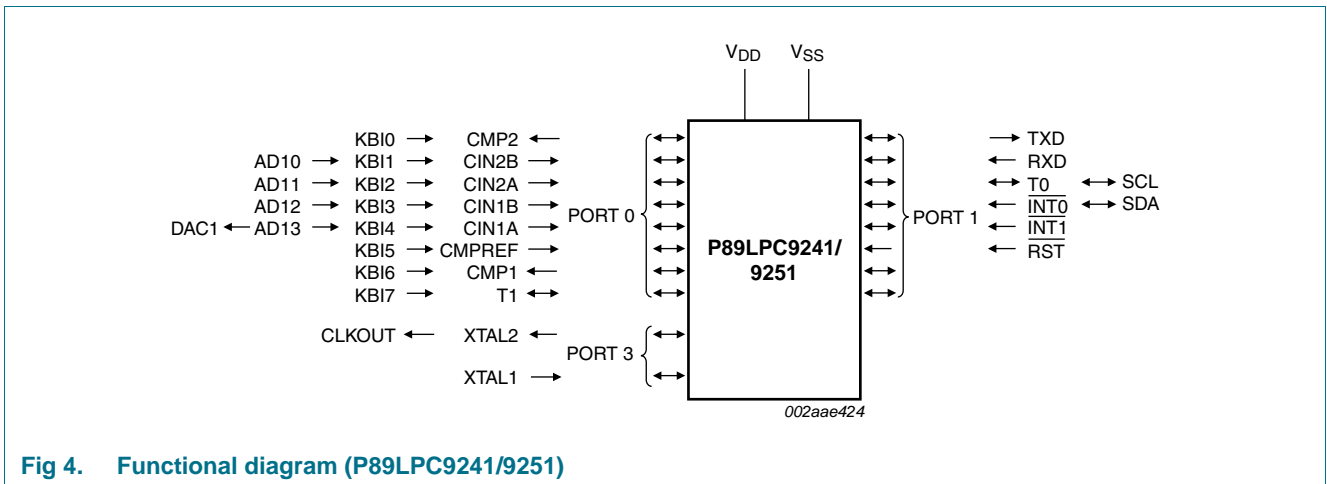 VDD VSS
KBI0 CMP2 TXD
AD10 KBI1 CIN2B RXD
AD11 KBI2 CIN2A T0 SCL
AD12 KBI3 CIN1B INT0 SDA
PORT 0 PORT 1
DAC1 AD13 KBI4 CIN1A INT1
KBI5 CMPREF RST
P89LPC9241/
9251
KBI6 CMP1
KBI7 T1
CLKOUT XTAL2
PORT 3
XTAL1
002aae424
Fig 4. Functional diagram (P89LPC9241/9251)